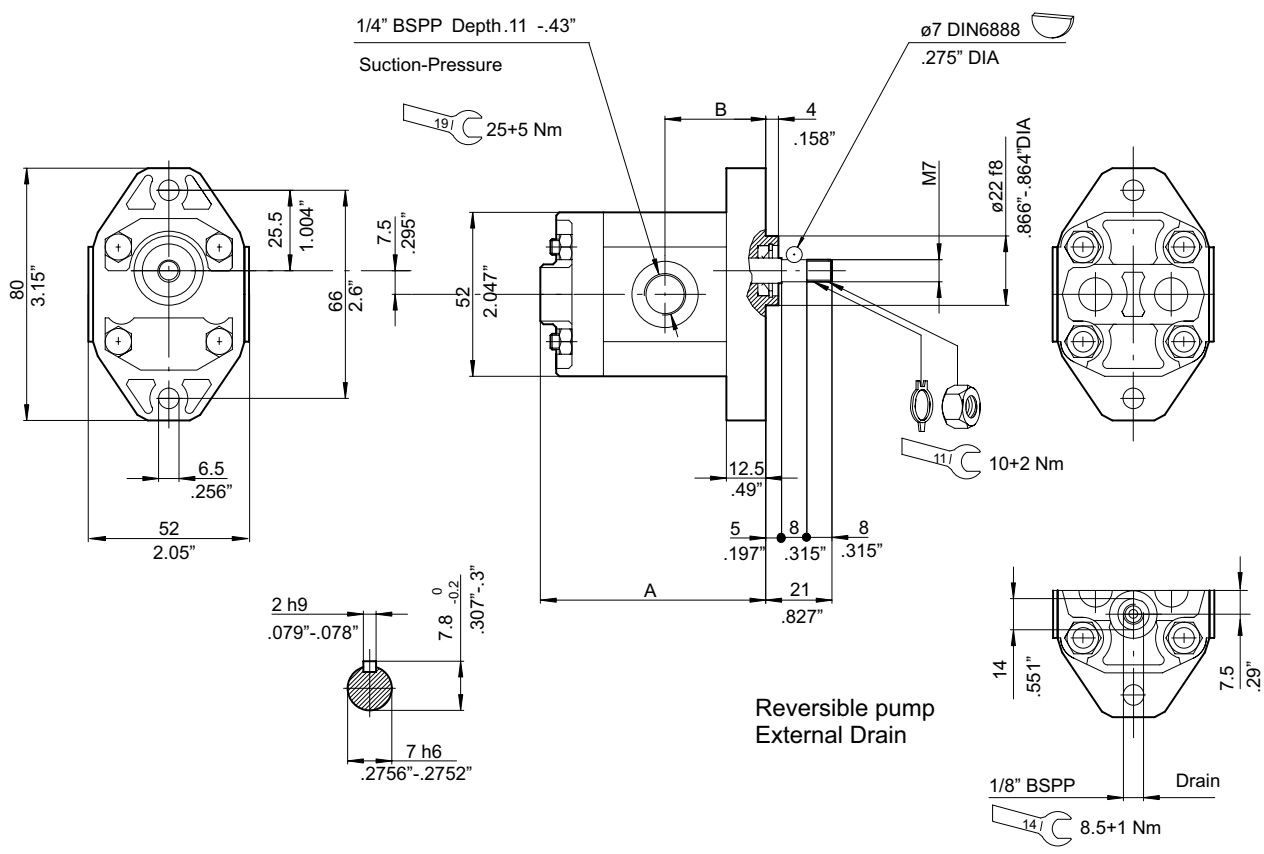 1/4” BSPP Depth.11 -.43”
Suction-Pressure
19
25+5 Nm
ø7 DIN6888
.275” DIA
B
4
.158”
M7
ø22 f8
.866”-.864”DIA
80
3.15”
25.5
1.004”
66
2.6”
7.5
.295”
52
2.047”
6.5
.256”
52
2.05”
12.5
.49”
11
10+2 Nm
5
.197”
8
.315”
8
.315”
A
21
.827”
2 h9
.079”-.078”
7.8 0 -0.2
.307”-.3”
7 h6
.2756”-.2752”
Reversible pump
External Drain
14
.551”
7.5
.29”
1/8” BSPP
Drain
14
8.5+1 Nm